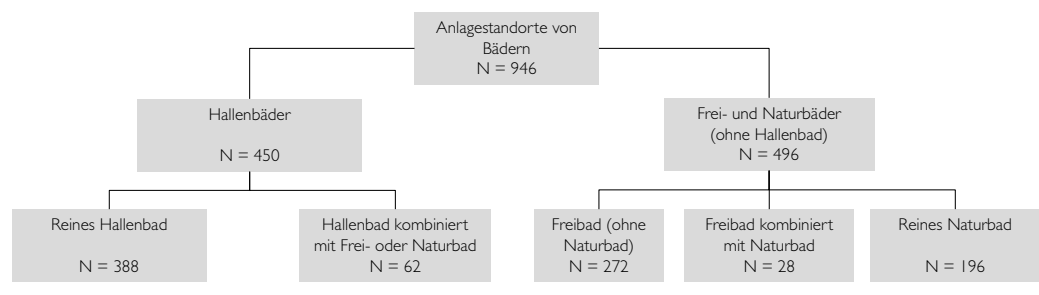 Anlagestandorte von
Bädern
N = 946
Hallenbäder
N = 450
Frei- und Naturbäder
(ohne Hallenbad)
N = 496
Reines Hallenbad
N = 388
Hallenbad kombiniert
mit Frei- oder Naturbad
N = 62
Freibad (ohne
Naturbad)
N = 272
Freibad kombiniert
mit Naturbad
N = 28
Reines Naturbad
N = 196